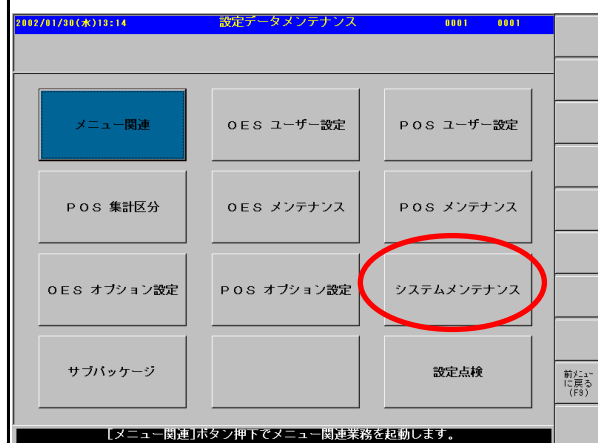 2002/01/30(水)13:14 設定データメンテナンス 0001 0001
メニュー関連 OES ユーザー設定 POS ユーザー設定
POS 集計区分 OES メンテナンス POS メンテナンス
OES オプション設定 POS オプション設定 システムメンテナンス
サブパッケージ 設定点検
前メニュー
に戻る
(F9)
[メニュー関連]ボタン押下でメニュー関連業務を起動します。